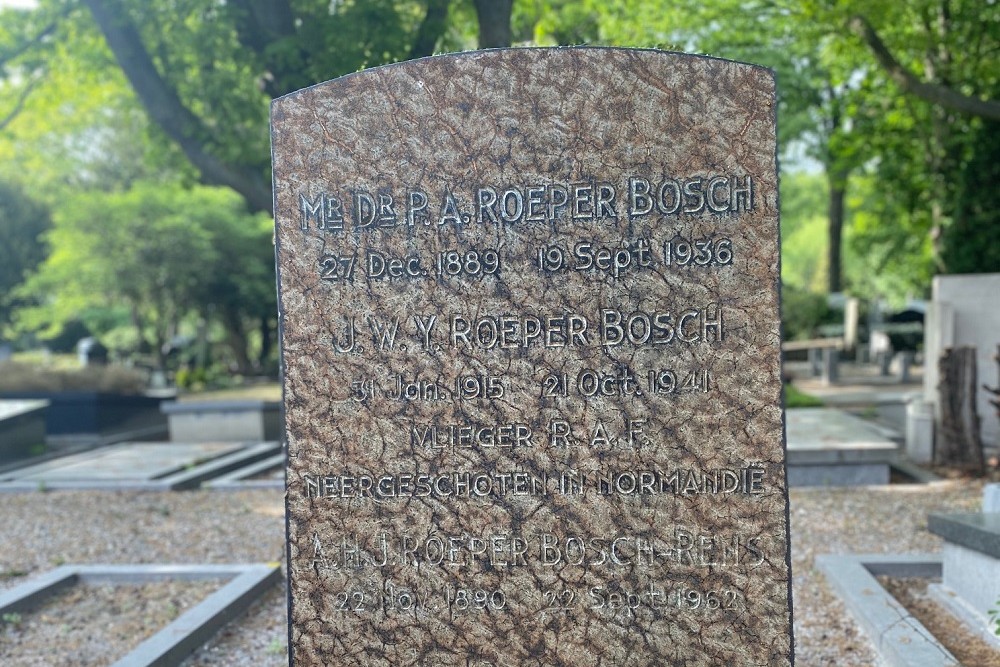 MR DR P. A. ROEPER BOSCH
27 Dec. 1889 19 Sept. 1936
J. W. Y. ROEPER BOSCH
31 Jan. 1915 21 Oct. 1941
VLIEGER R. A. F.
NEERGESCHOTEN IN NORMANDIË
A. H. J. ROEPER BOSCH-RENS
22 Nov. 1890 22 Sept. 1962